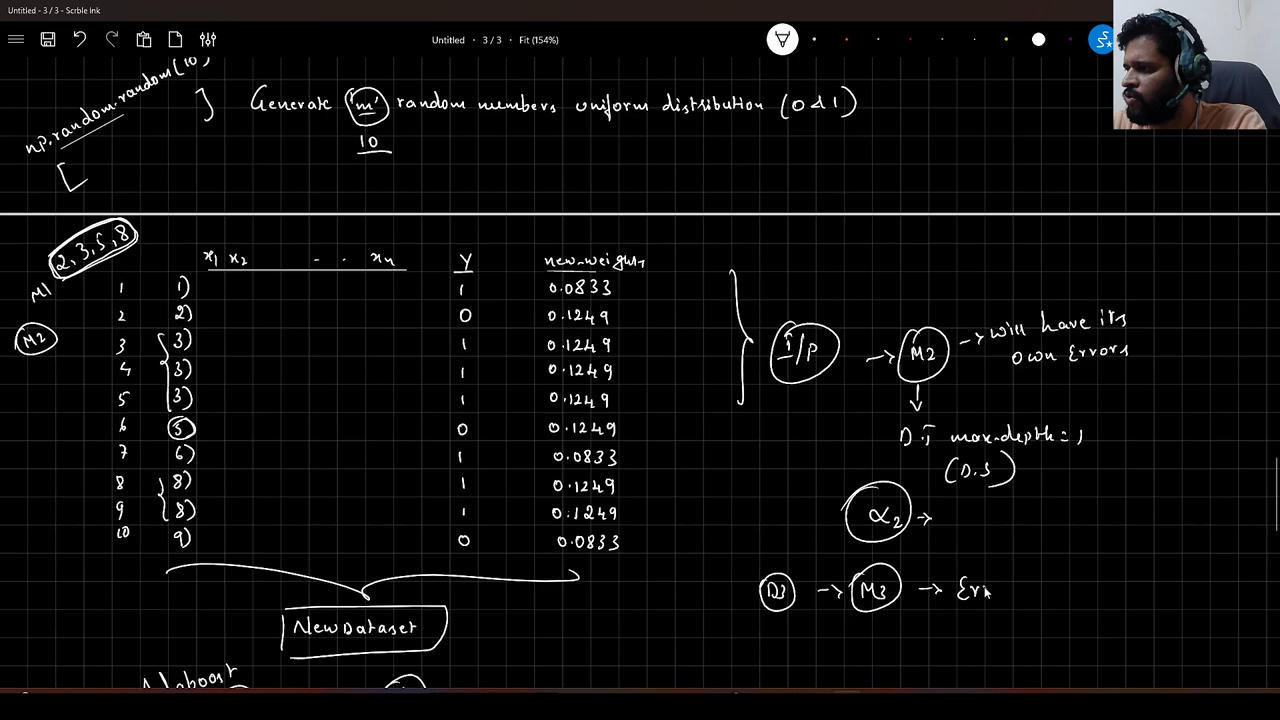 Untitled - 3 / 3 - Scrble Ink
Untitled • 3 / 3 • Fit (154%)
np.random.random(10)
Generate 'm' random numbers uniform distribution (0 & 1)
10
2,3,5,8
x1 x2 - . . x4 Y new-weight
M1 1 1) 1 0.0833
2 2) 0 0.1249
M2 3 3) 1 0.1249
4 3) 1 0.1249
5 3) 1 0.1249
6 5 0 0.1249
7 6) 1 0.0833
8 8) 1 0.1249
9 8) 1 0.1249
10 9) 0 0.0833
New Dataset
i/p → M2 → will have its
own Errors
D.T max-depth = 1
(D.S)
α2 →
D3 → M3 → Err
Adaboost